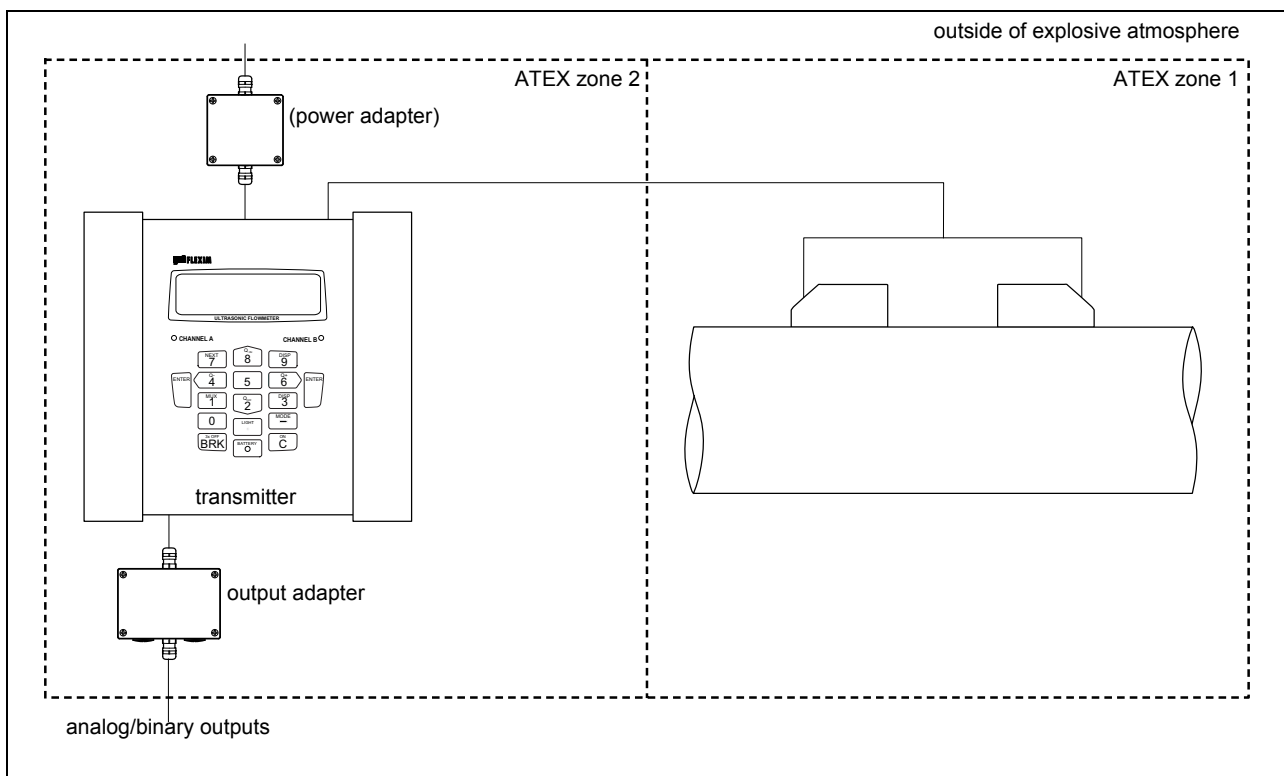 outside of explosive atmosphere
ATEX zone 2
ATEX zone 1
(power adapter)
FLEXIM
ULTRASONIC FLOWMETER
CHANNEL A CHANNEL B
NEXT DISP
7 8 9
ENTER 4 5 6 ENTER
MUX DISP
1 2 3
LIGHT MODE
0 –
2x OFF ON
BRK BATTERY C
transmitter
output adapter
analog/binary outputs